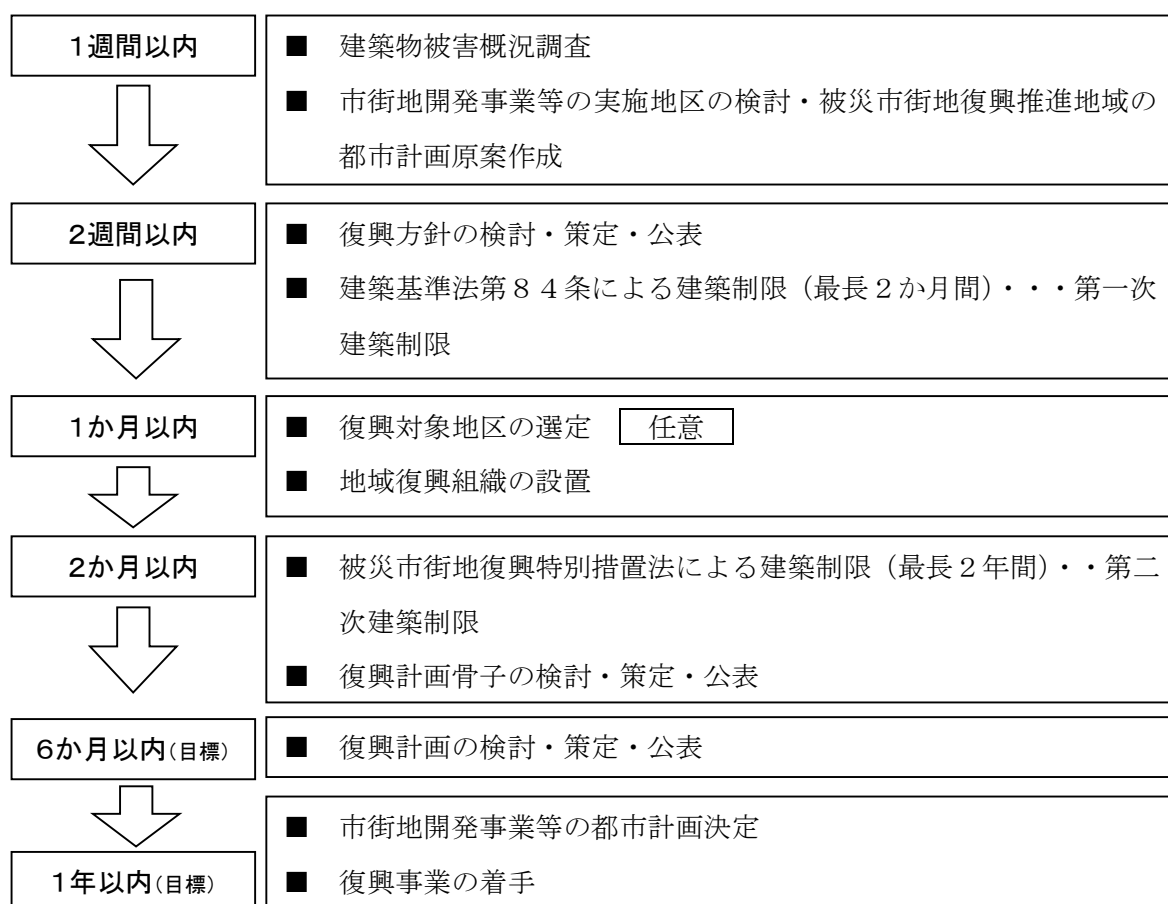 1週間以内
■ 建築物被害概況調査
■ 市街地開発事業等の実施地区の検討・被災市街地復興推進地域の
都市計画原案作成
2週間以内
■ 復興方針の検討・策定・公表
■ 建築基準法第８４条による建築制限（最長２か月間）・・・第一次
建築制限
1か月以内
■ 復興対象地区の選定 任意
■ 地域復興組織の設置
2か月以内
■ 被災市街地復興特別措置法による建築制限（最長２年間）・・第二
次建築制限
■ 復興計画骨子の検討・策定・公表
6か月以内(目標)
■ 復興計画の検討・策定・公表
■ 市街地開発事業等の都市計画決定
1年以内(目標)
■ 復興事業の着手